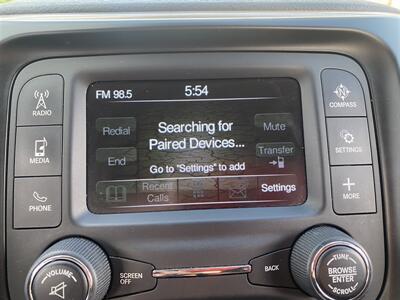 FM 98.5 5:54
RADIO
COMPASS
Redial
Searching for
Paired Devices...
Mute
MEDIA
End
Transfer
SETTINGS
Go to "Settings" to add
PHONE
Recent
Calls
Settings
MORE
VOLUME
SCREEN
OFF
BACK
TUNE
BROWSE
ENTER
SCROLL